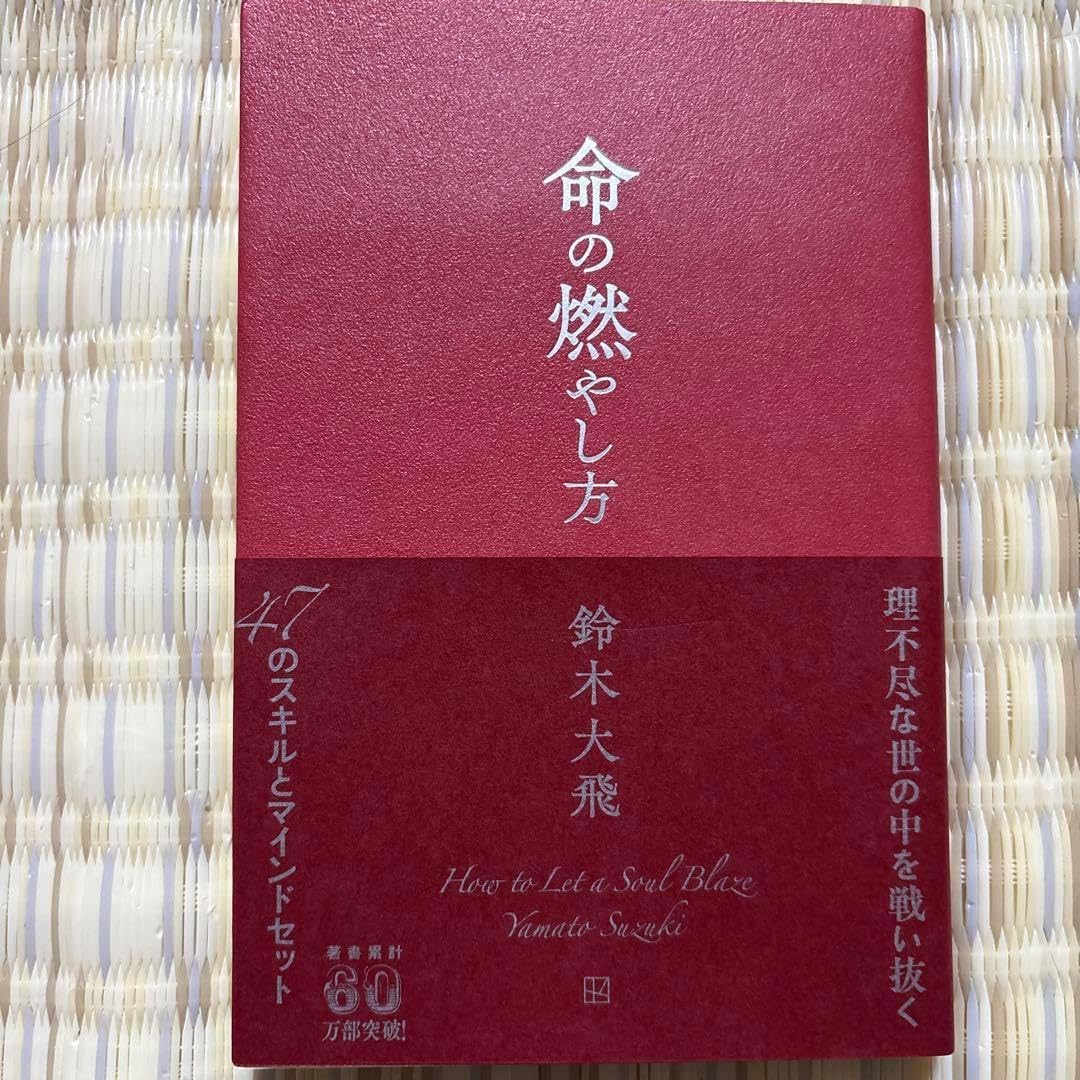 命の燃やし方
理不尽な世の中を戦い抜く
鈴木大飛
47のスキルとマインドセット
How to Let a Soul Blaze
Yamato Suzuki
著書累計
60
万部突破!